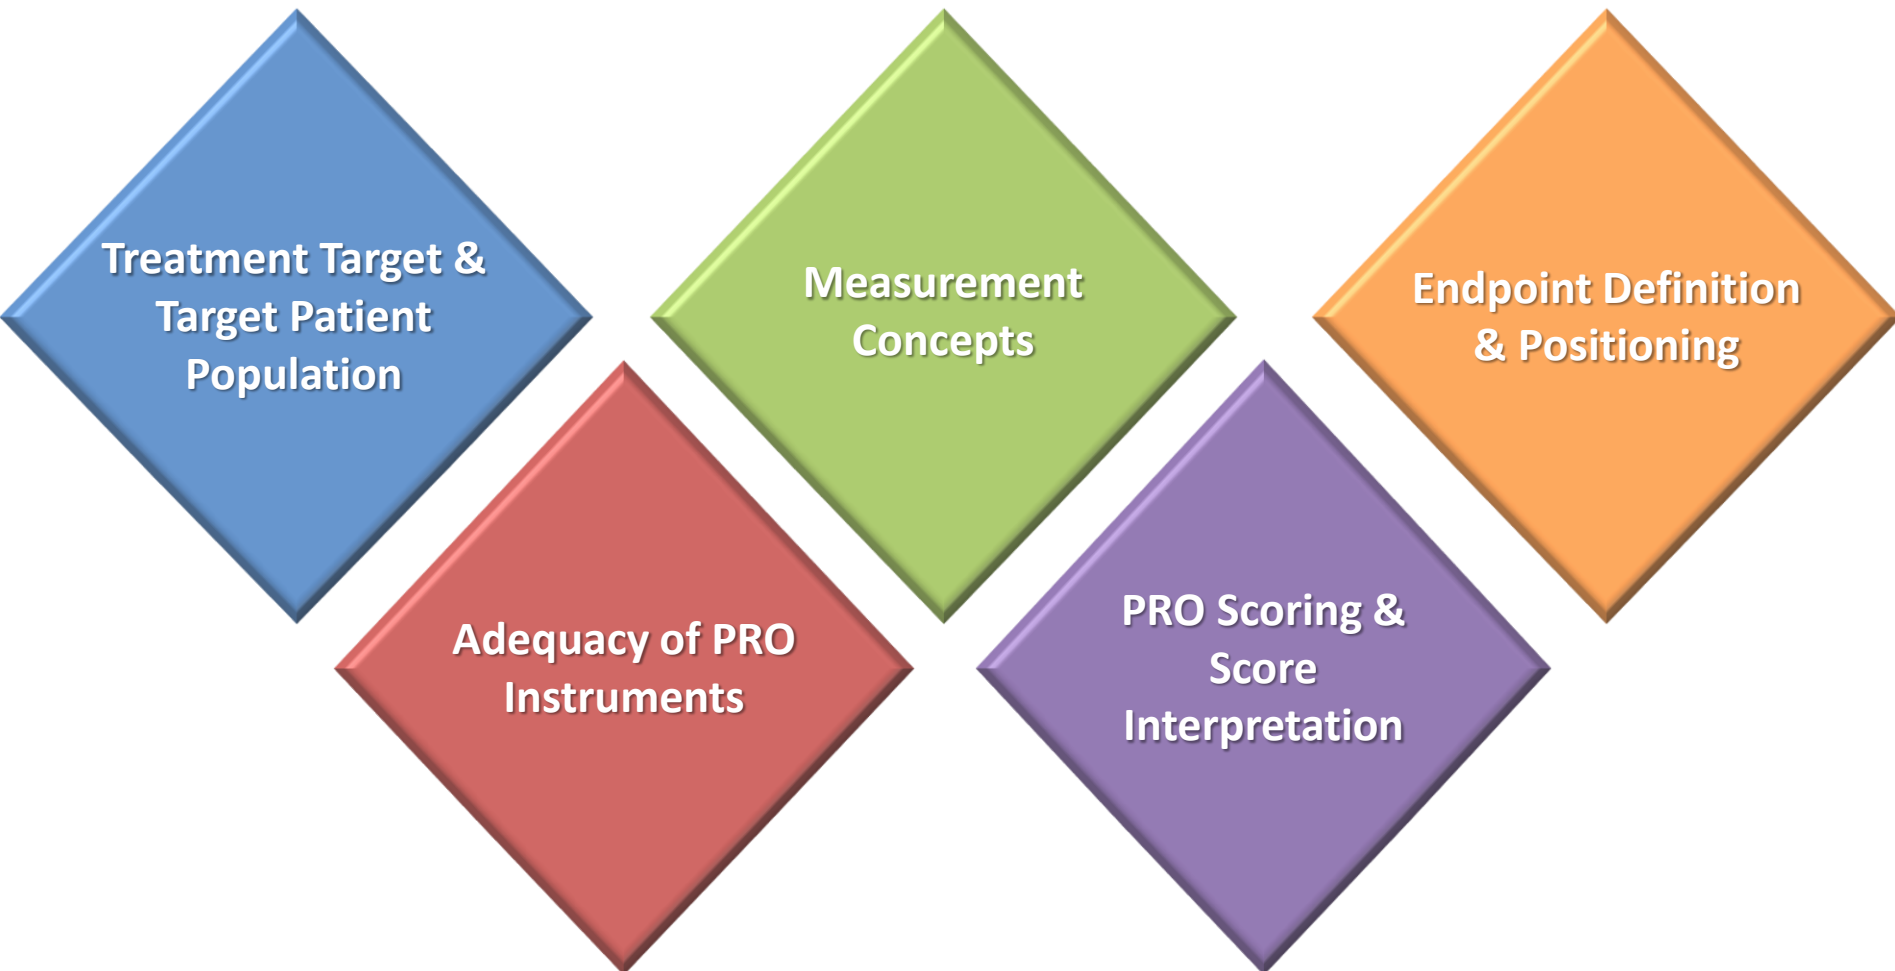 Treatment Target &
Target Patient
Population
Adequacy of PRO
Instruments
Measurement
Concepts
PRO Scoring &
Score
Interpretation
Endpoint Definition
& Positioning